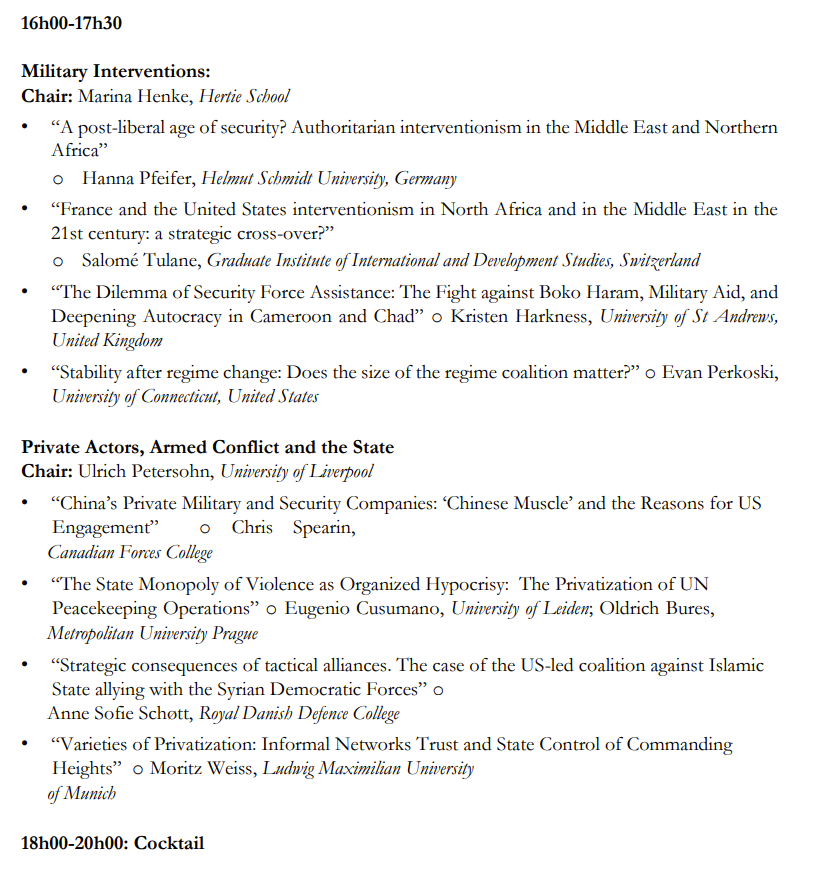 16h00-17h30
Military Interventions:
Chair: Marina Henke, Hertie School
• “A post-liberal age of security? Authoritarian interventionism in the Middle East and Northern
Africa”
o Hanna Pfeifer, Helmut Schmidt University, Germany
• “France and the United States interventionism in North Africa and in the Middle East in the
21st century: a strategic cross-over?”
o Salomé Tulane, Graduate Institute of International and Development Studies, Switzerland
• “The Dilemma of Security Force Assistance: The Fight against Boko Haram, Military Aid, and
Deepening Autocracy in Cameroon and Chad” o Kristen Harkness, University of St Andrews,
United Kingdom
• “Stability after regime change: Does the size of the regime coalition matter?” o Evan Perkoski,
University of Connecticut, United States
Private Actors, Armed Conflict and the State
Chair: Ulrich Petersohn, University of Liverpool
• “China’s Private Military and Security Companies: ‘Chinese Muscle’ and the Reasons for US
Engagement” o Chris Spearin,
Canadian Forces College
• “The State Monopoly of Violence as Organized Hypocrisy: The Privatization of UN
Peacekeeping Operations” o Eugenio Cusumano, University of Leiden; Oldrich Bures,
Metropolitan University Prague
• “Strategic consequences of tactical alliances. The case of the US-led coalition against Islamic
State allying with the Syrian Democratic Forces” o
Anne Sofie Schøtt, Royal Danish Defence College
• “Varieties of Privatization: Informal Networks Trust and State Control of Commanding
Heights” o Moritz Weiss, Ludwig Maximilian University
of Munich
18h00-20h00: Cocktail